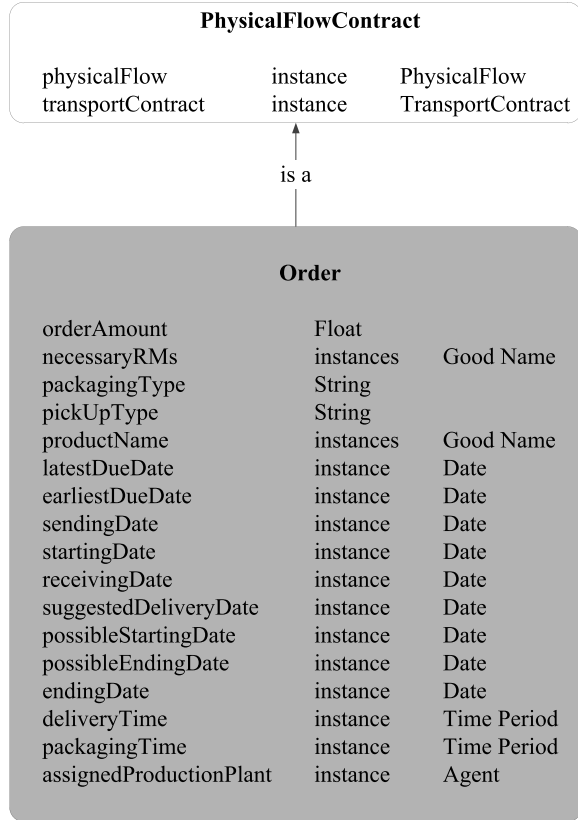 PhysicalFlowContract
physicalFlow instance PhysicalFlow
transportContract instance TransportContract
is a
Order
orderAmount Float
necessaryRMs instances Good Name
packagingType String
pickUpType String
productName instances Good Name
latestDueDate instance Date
earliestDueDate instance Date
sendingDate instance Date
startingDate instance Date
receivingDate instance Date
suggestedDeliveryDate instance Date
possibleStartingDate instance Date
possibleEndingDate instance Date
endingDate instance Date
deliveryTime instance Time Period
packagingTime instance Time Period
assignedProductionPlant instance Agent